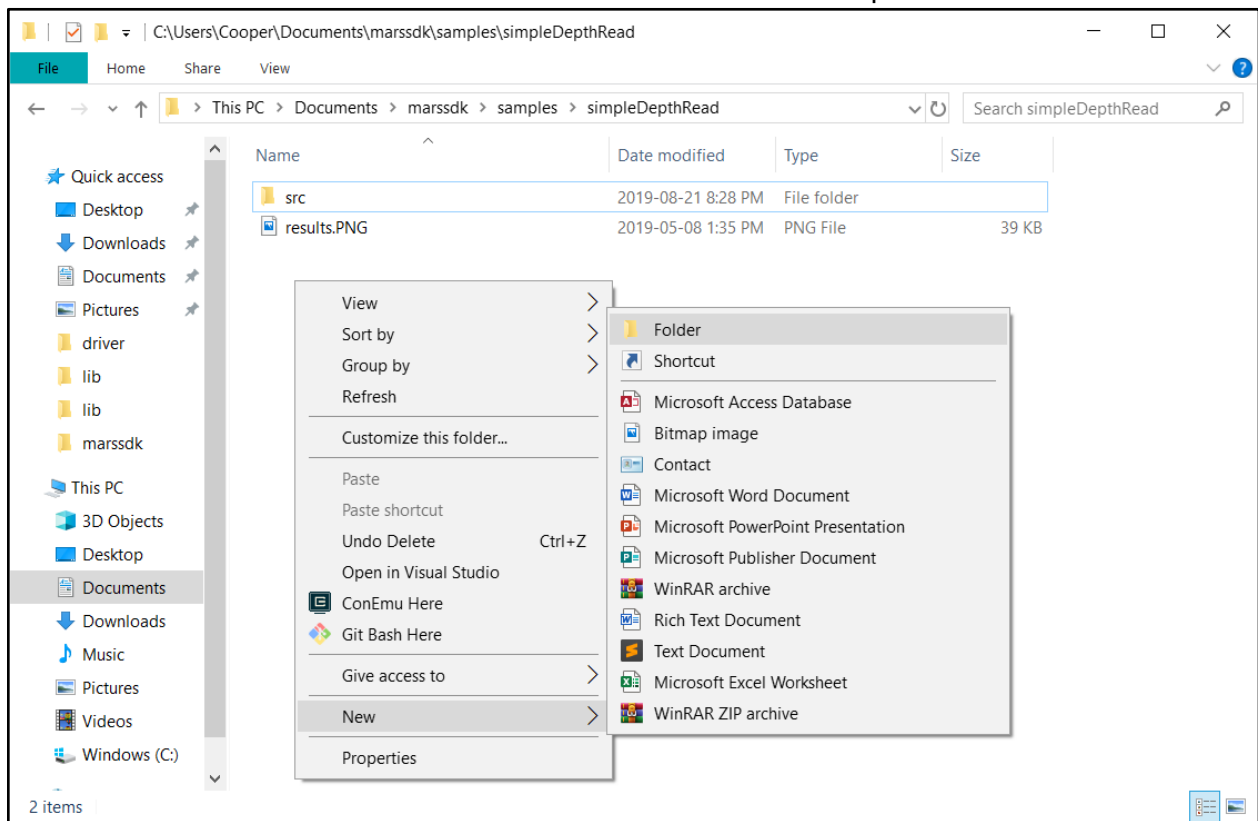 C:\Users\Cooper\Documents\marssdk\samples\simpleDepthRead
File Home Share View
This PC > Documents > marssdk > samples > simpleDepthRead
Search simpleDepthRead
Name Date modified Type Size
src 2019-08-21 8:28 PM File folder
results.PNG 2019-05-08 1:35 PM PNG File 39 KB
Quick access
Desktop
Downloads
Documents
Pictures
driver
lib
lib
marssdk
This PC
3D Objects
Desktop
Documents
Downloads
Music
Pictures
Videos
Windows (C:)
View
Sort by
Group by
Refresh
Customize this folder...
Paste
Paste shortcut
Undo Delete Ctrl+Z
Open in Visual Studio
ConEmu Here
Git Bash Here
Give access to
New
Properties
Folder
Shortcut
Microsoft Access Database
Bitmap image
Contact
Microsoft Word Document
Microsoft PowerPoint Presentation
Microsoft Publisher Document
WinRAR archive
Rich Text Document
Text Document
Microsoft Excel Worksheet
WinRAR ZIP archive
2 items